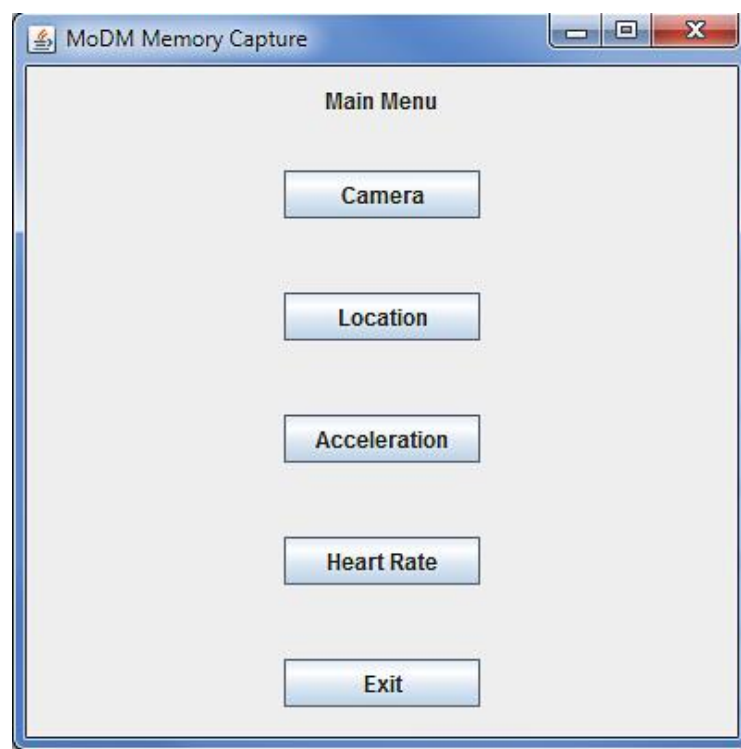 MoDM Memory Capture
Main Menu
Camera
Location
Acceleration
Heart Rate
Exit